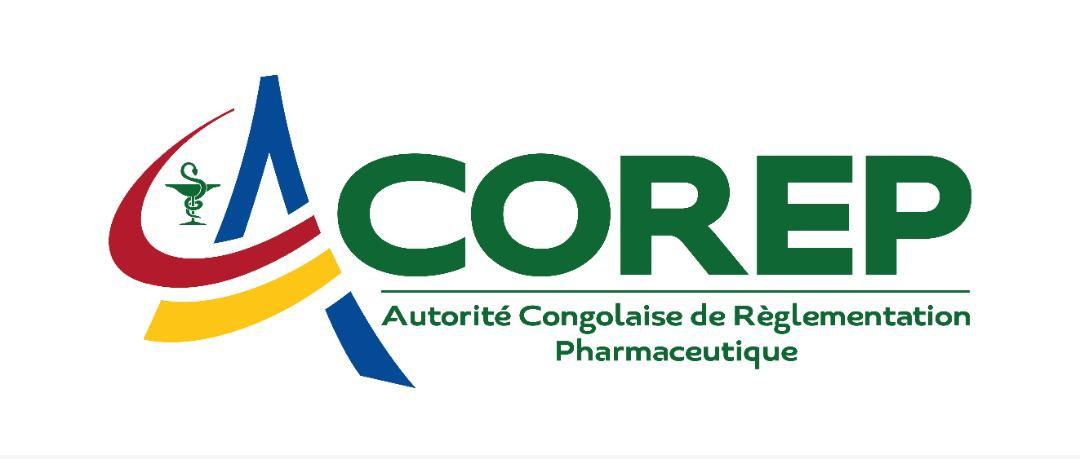 ACOREP
Autorité Congolaise de Règlementation
Pharmaceutique